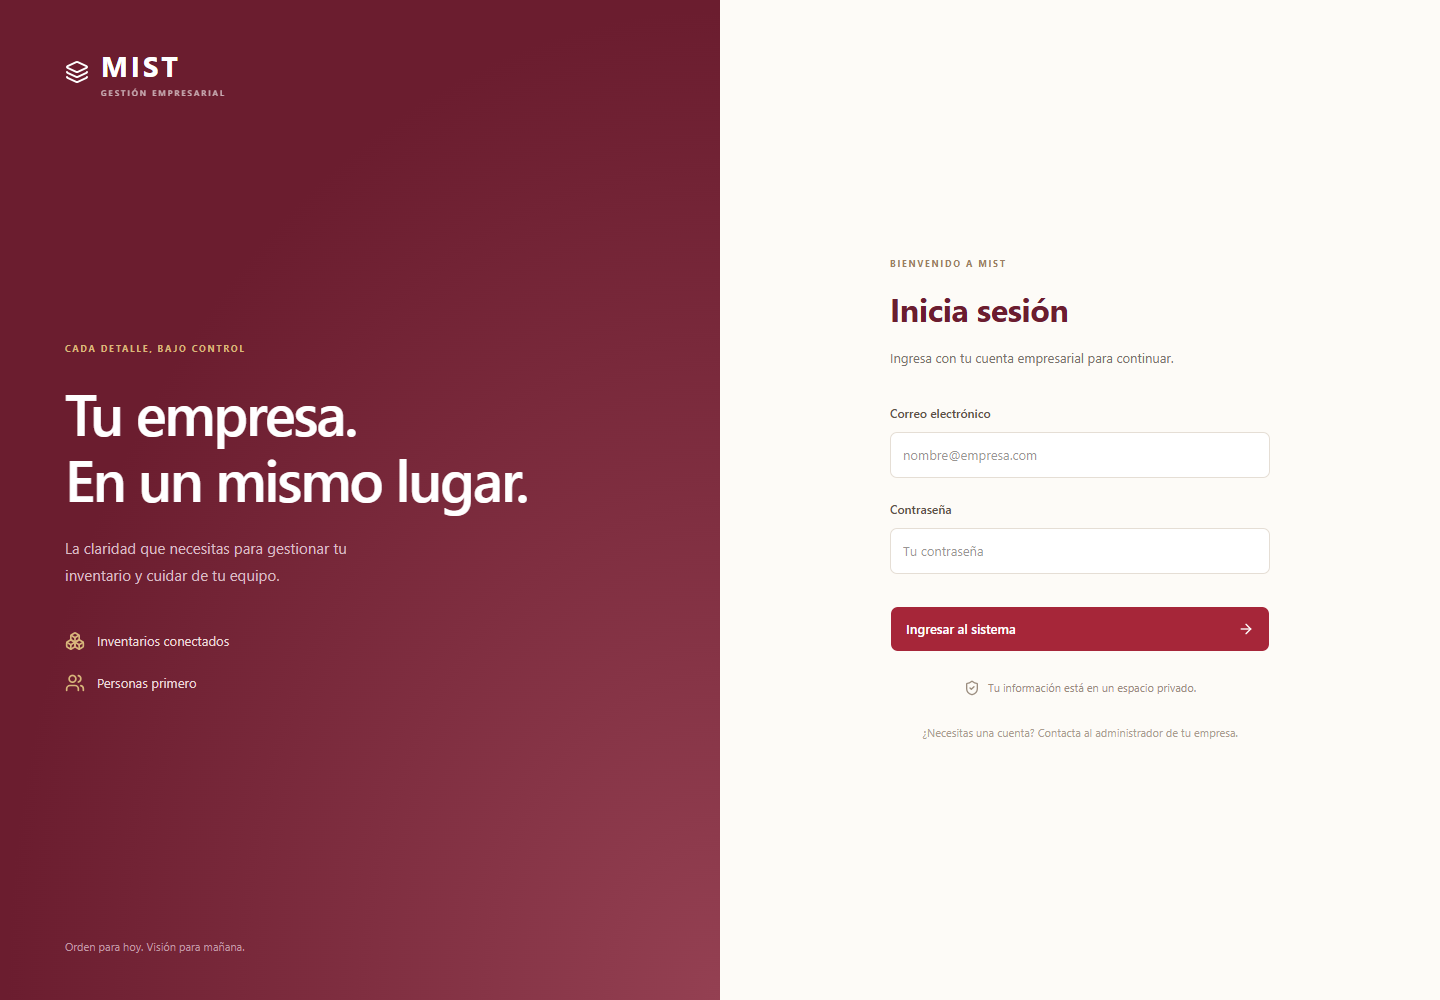 MIST
GESTIÓN EMPRESARIAL
CADA DETALLE, BAJO CONTROL
Tu empresa.
En un mismo lugar.
La claridad que necesitas para gestionar tu
inventario y cuidar de tu equipo.
Inventarios conectados
Personas primero
Orden para hoy. Visión para mañana.
BIENVENIDO A MIST
Inicia sesión
Ingresa con tu cuenta empresarial para continuar.
Correo electrónico
nombre@empresa.com
Contraseña
Tu contraseña
Ingresar al sistema
Tu información está en un espacio privado.
¿Necesitas una cuenta? Contacta al administrador de tu empresa.